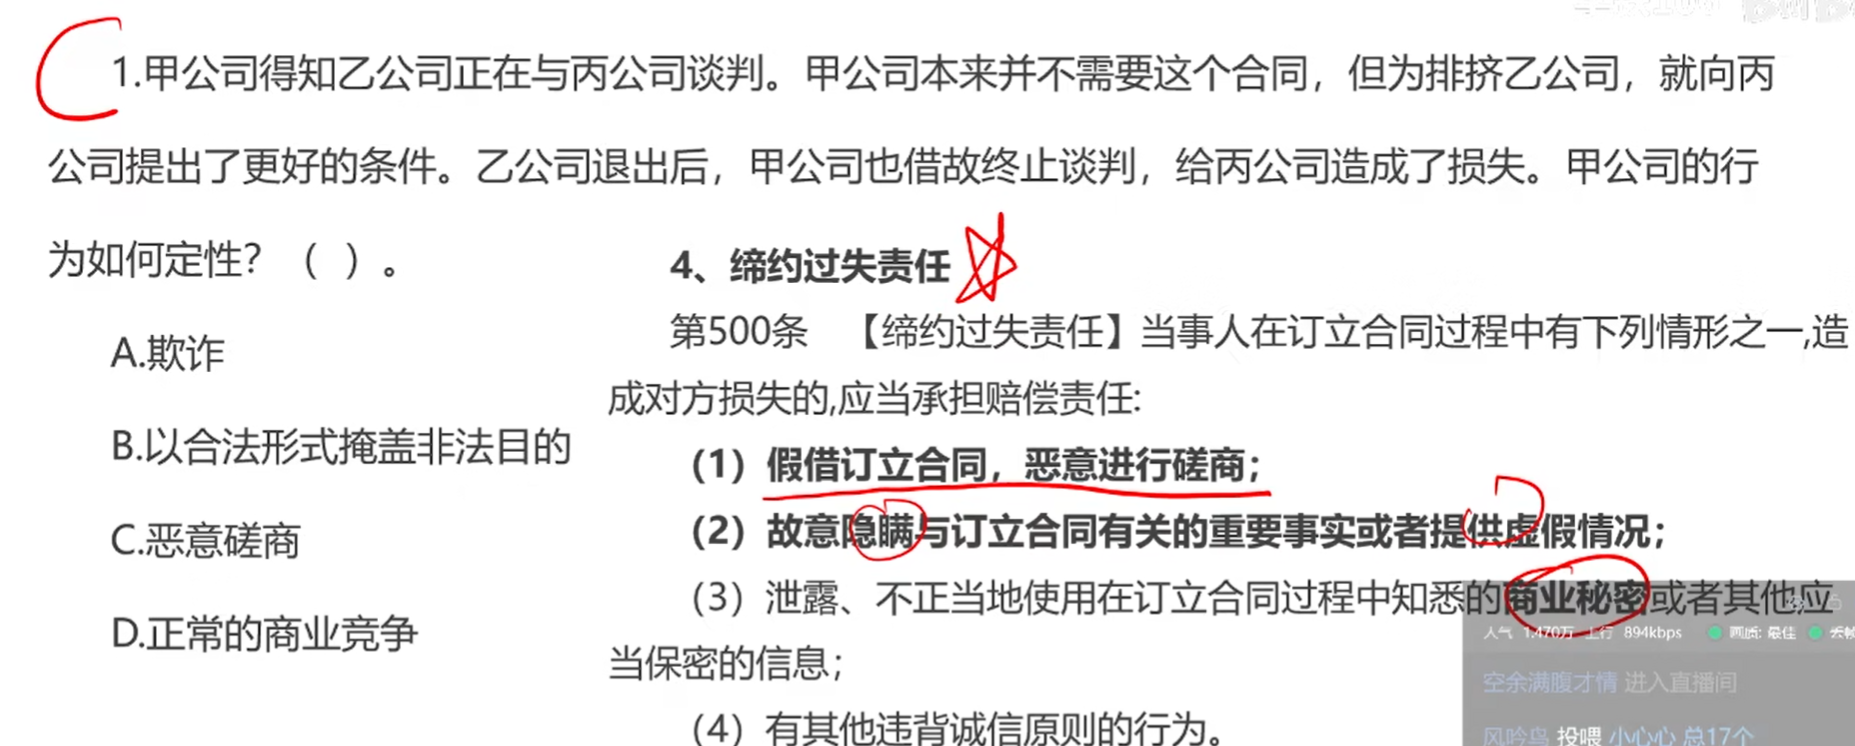 1.甲公司得知乙公司正在与丙公司谈判。甲公司本来并不需要这个合同，但为排挤乙公司，就向丙
公司提出了更好的条件。乙公司退出后，甲公司也借故终止谈判，给丙公司造成了损失。甲公司的行
为如何定性？（ ）。
A.欺诈
B.以合法形式掩盖非法目的
C.恶意磋商
D.正常的商业竞争
4、缔约过失责任
第500条 【缔约过失责任】当事人在订立合同过程中有下列情形之一,造
成对方损失的,应当承担赔偿责任:
（1）假借订立合同，恶意进行磋商；
（2）故意隐瞒与订立合同有关的重要事实或者提供虚假情况；
（3）泄露、不正当地使用在订立合同过程中知悉的商业秘密或者其他应
当保密的信息；
（4）有其他违背诚信原则的行为。
人气 1.470万 上行 894kbps 画质: 最佳 丢帧
空余满腹才情 进入直播间
风吟鸟 投喂 小心心 总17个